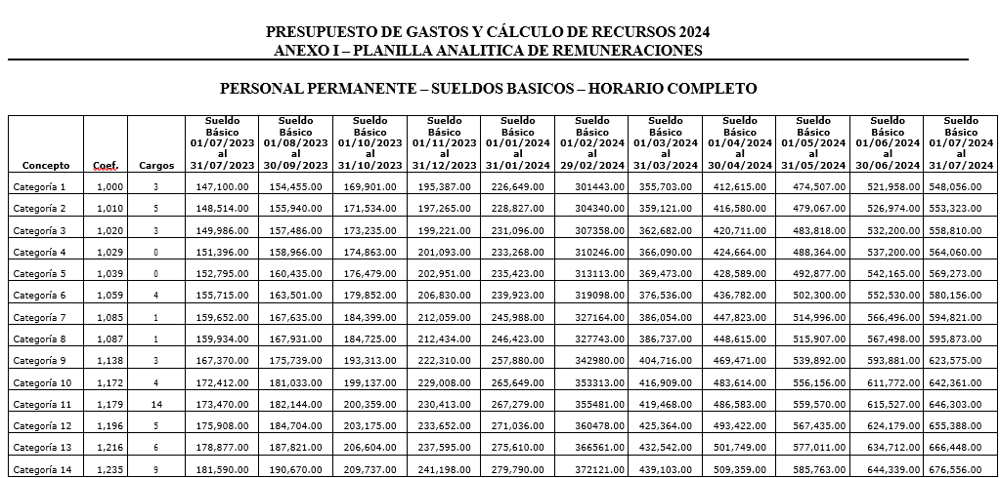 PRESUPUESTO DE GASTOS Y CÁLCULO DE RECURSOS 2024
ANEXO I – PLANILLA ANALITICA DE REMUNERACIONES
PERSONAL PERMANENTE – SUELDOS BASICOS – HORARIO COMPLETO
Concepto Coef. Cargos Sueldo Básico 01/07/2023 al 31/07/2023 Sueldo Básico 01/08/2023 al 30/09/2023 Sueldo Básico 01/10/2023 al 31/10/2023 Sueldo Básico 01/11/2023 al 31/12/2023 Sueldo Básico 01/01/2024 al 31/01/2024 Sueldo Básico 01/02/2024 al 29/02/2024 Sueldo Básico 01/03/2024 al 31/03/2024 Sueldo Básico 01/04/2024 al 30/04/2024 Sueldo Básico 01/05/2024 al 31/05/2024 Sueldo Básico 01/06/2024 al 30/06/2024 Sueldo Básico 01/07/2024 al 31/07/2024
Categoría 1 1,000 3 147,100.00 154,455.00 169,901.00 195,387.00 226,649.00 301443.00 355,703.00 412,615.00 474,507.00 521,958.00 548,056.00
Categoría 2 1,010 5 148,514.00 155,940.00 171,534.00 197,265.00 228,827.00 304340.00 359,121.00 416,580.00 479,067.00 526,974.00 553,323.00
Categoría 3 1,020 3 149,986.00 157,486.00 173,235.00 199,221.00 231,096.00 307358.00 362,682.00 420,711.00 483,818.00 532,200.00 558,810.00
Categoría 4 1,029 0 151,396.00 158,966.00 174,863.00 201,093.00 233,268.00 310246.00 366,090.00 424,664.00 488,364.00 537,200.00 564,060.00
Categoría 5 1,039 0 152,795.00 160,435.00 176,479.00 202,951.00 235,423.00 313113.00 369,473.00 428,589.00 492,877.00 542,165.00 569,273.00
Categoría 6 1,059 4 155,715.00 163,501.00 179,852.00 206,830.00 239,923.00 319098.00 376,536.00 436,782.00 502,300.00 552,530.00 580,156.00
Categoría 7 1,085 1 159,652.00 167,635.00 184,399.00 212,059.00 245,988.00 327164.00 386,054.00 447,823.00 514,996.00 566,496.00 594,821.00
Categoría 8 1,087 1 159,934.00 167,931.00 184,725.00 212,434.00 246,423.00 327743.00 386,737.00 448,615.00 515,907.00 567,498.00 595,873.00
Categoría 9 1,138 3 167,370.00 175,739.00 193,313.00 222,310.00 257,880.00 342980.00 404,716.00 469,471.00 539,892.00 593,881.00 623,575.00
Categoría 10 1,172 4 172,412.00 181,033.00 199,137.00 229,008.00 265,649.00 353313.00 416,909.00 483,614.00 556,156.00 611,772.00 642,361.00
Categoría 11 1,179 14 173,470.00 182,144.00 200,359.00 230,413.00 267,279.00 355481.00 419,468.00 486,583.00 559,570.00 615,527.00 646,303.00
Categoría 12 1,196 5 175,908.00 184,704.00 203,175.00 233,652.00 271,036.00 360478.00 425,364.00 493,422.00 567,435.00 624,179.00 655,388.00
Categoría 13 1,216 6 178,877.00 187,821.00 206,604.00 237,595.00 275,610.00 366561.00 432,542.00 501,749.00 577,011.00 634,712.00 666,448.00
Categoría 14 1,235 9 181,590.00 190,670.00 209,737.00 241,198.00 279,790.00 372121.00 439,103.00 509,359.00 585,763.00 644,339.00 676,556.00